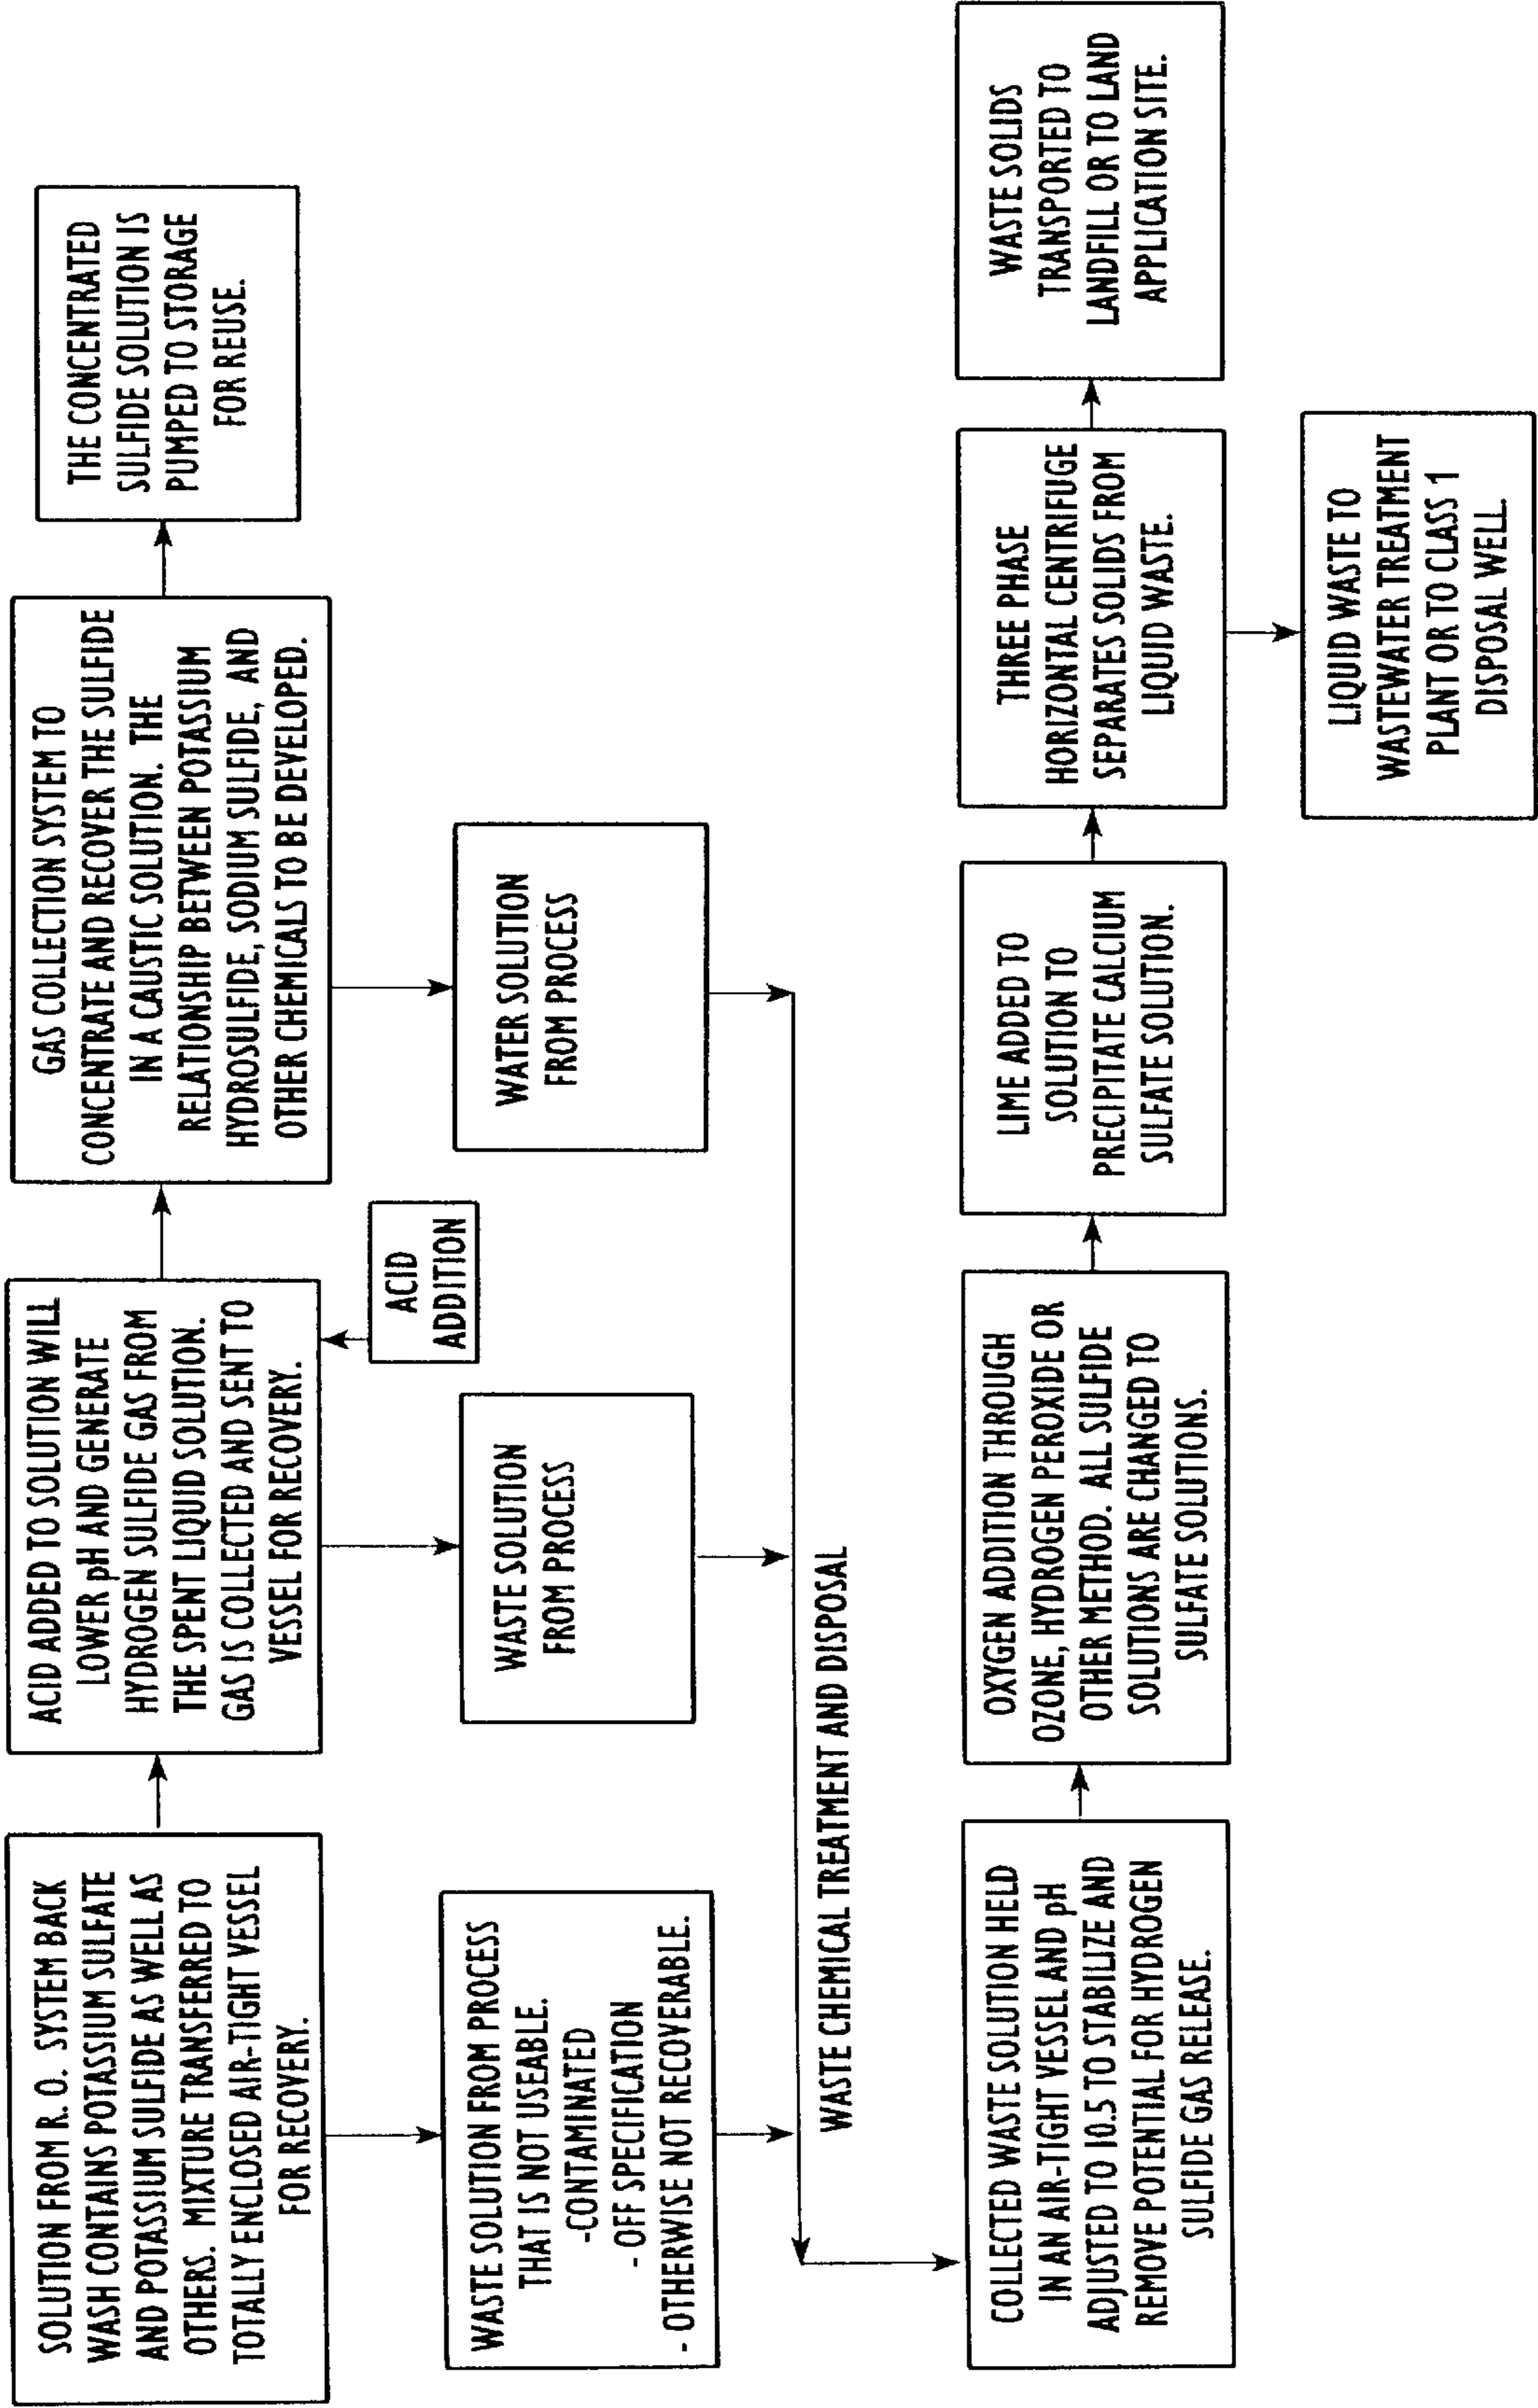 SOLUTION FROM R. O. SYSTEM BACK
WASH CONTAINS POTASSIUM SULFATE
AND POTASSIUM SULFIDE AS WELL AS
OTHERS. MIXTURE TRANSFERRED TO
TOTALLY ENCLOSED AIR-TIGHT VESSEL
FOR RECOVERY.
ACID ADDED TO SOLUTION WILL
LOWER pH AND GENERATE
HYDROGEN SULFIDE GAS FROM
THE SPENT LIQUID SOLUTION.
GAS IS COLLECTED AND SENT TO
VESSEL FOR RECOVERY.
GAS COLLECTION SYSTEM TO
CONCENTRATE AND RECOVER THE SULFIDE
IN A CAUSTIC SOLUTION. THE
RELATIONSHIP BETWEEN POTASSIUM
HYDROSULFIDE, SODIUM SULFIDE, AND
OTHER CHEMICALS TO BE DEVELOPED.
THE CONCENTRATED
SULFIDE SOLUTION IS
PUMPED TO STORAGE
FOR REUSE.
ACID
ADDITION
WASTE SOLUTION FROM PROCESS
THAT IS NOT USEABLE.
-CONTAMINATED
- OFF SPECIFICATION
- OTHERWISE NOT RECOVERABLE.
WASTE SOLUTION
FROM PROCESS
WATER SOLUTION
FROM PROCESS
WASTE CHEMICAL TREATMENT AND DISPOSAL
COLLECTED WASTE SOLUTION HELD
IN AN AIR-TIGHT VESSEL AND pH
ADJUSTED TO 10.5 TO STABILIZE AND
REMOVE POTENTIAL FOR HYDROGEN
SULFIDE GAS RELEASE.
OXYGEN ADDITION THROUGH
OZONE, HYDROGEN PEROXIDE OR
OTHER METHOD. ALL SULFIDE
SOLUTIONS ARE CHANGED TO
SULFATE SOLUTIONS.
LIME ADDED TO
SOLUTION TO
PRECIPITATE CALCIUM
SULFATE SOLUTION.
THREE PHASE
HORIZONTAL CENTRIFUGE
SEPARATES SOLIDS FROM
LIQUID WASTE.
WASTE SOLIDS
TRANSPORTED TO
LANDFILL OR TO LAND
APPLICATION SITE.
LIQUID WASTE TO
WASTEWATER TREATMENT
PLANT OR TO CLASS 1
DISPOSAL WELL.